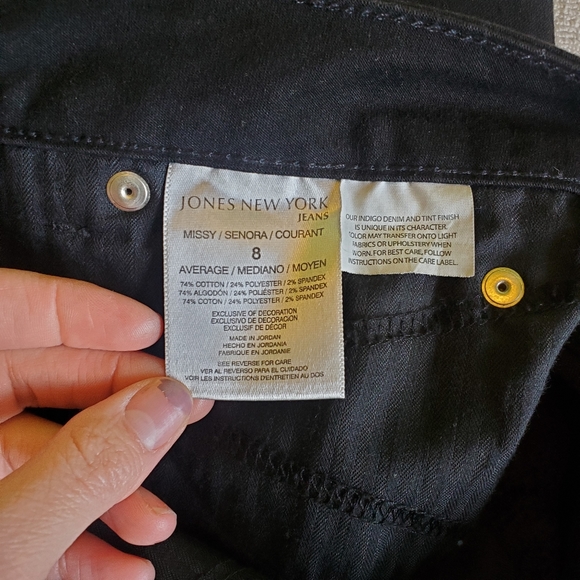 JONES NEW YORK
JEANS
MISSY / SENORA / COURANT
8
AVERAGE / MEDIANO / MOYEN
74% COTTON / 24% POLYESTER / 2% SPANDEX
74% ALGODÓN / 24% POLIÉSTER / 2% SPANDEX
74% COTON / 24% POLYESTER / 2% SPANDEX
EXCLUSIVE OF DECORATION
EXCLUSIVO DE DECORACIÓN
EXCLUSIF DE DÉCOR
MADE IN JORDAN
HECHO EN JORDANIA
FABRIQUE EN JORDANIE
SEE REVERSE FOR CARE
VER AL REVERSO PARA EL CUIDADO
VOIR LES INSTRUCTIONS D'ENTRETIEN AU DOS
OUR INDIGO DENIM AND TINT FINISH
IS UNIQUE IN ITS CHARACTER.
COLOR MAY TRANSFER ONTO LIGHT
FABRICS OR UPHOLSTERY WHEN
WORN. FOR BEST CARE, FOLLOW
INSTRUCTIONS ON THE CARE LABEL.